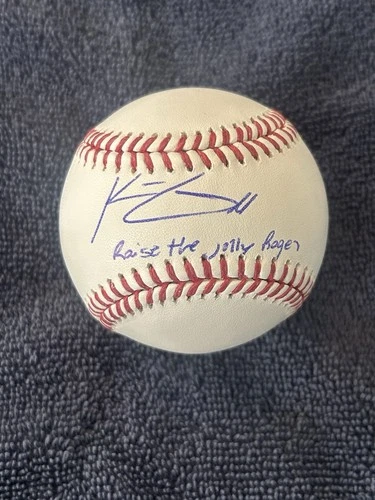 Raise the Jolly Roger